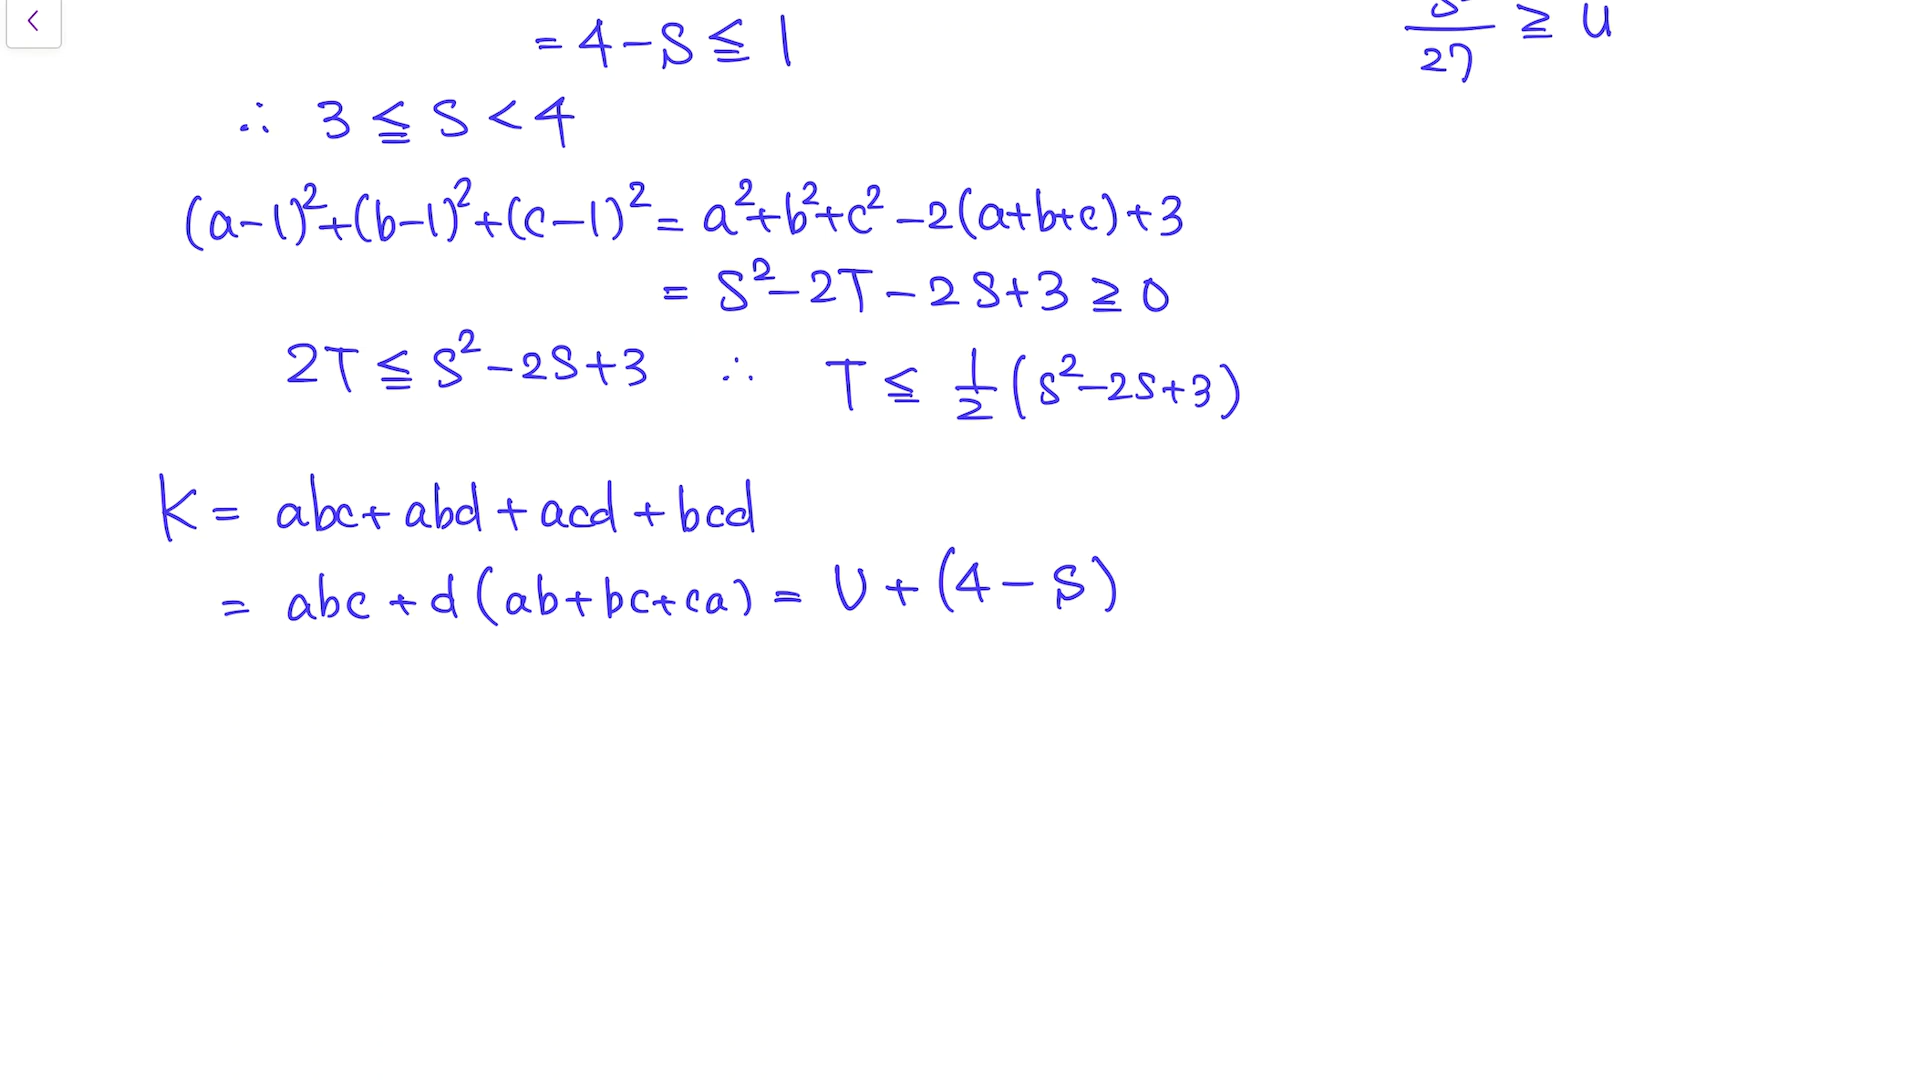 = 4 - S ≦ 1
S/27 ≧ U
∴ 3 ≦ S < 4
(a-1)²+(b-1)²+(c-1)² = a²+b²+c² -2(a+b+c)+3
= S² - 2T - 2S + 3 ≧ 0
2T ≦ S² - 2S + 3 ∴ T ≦ 1/2 (S² - 2S + 3)
K = abc + abd + acd + bcd
= abc + d(ab+bc+ca) = U + (4 - S)